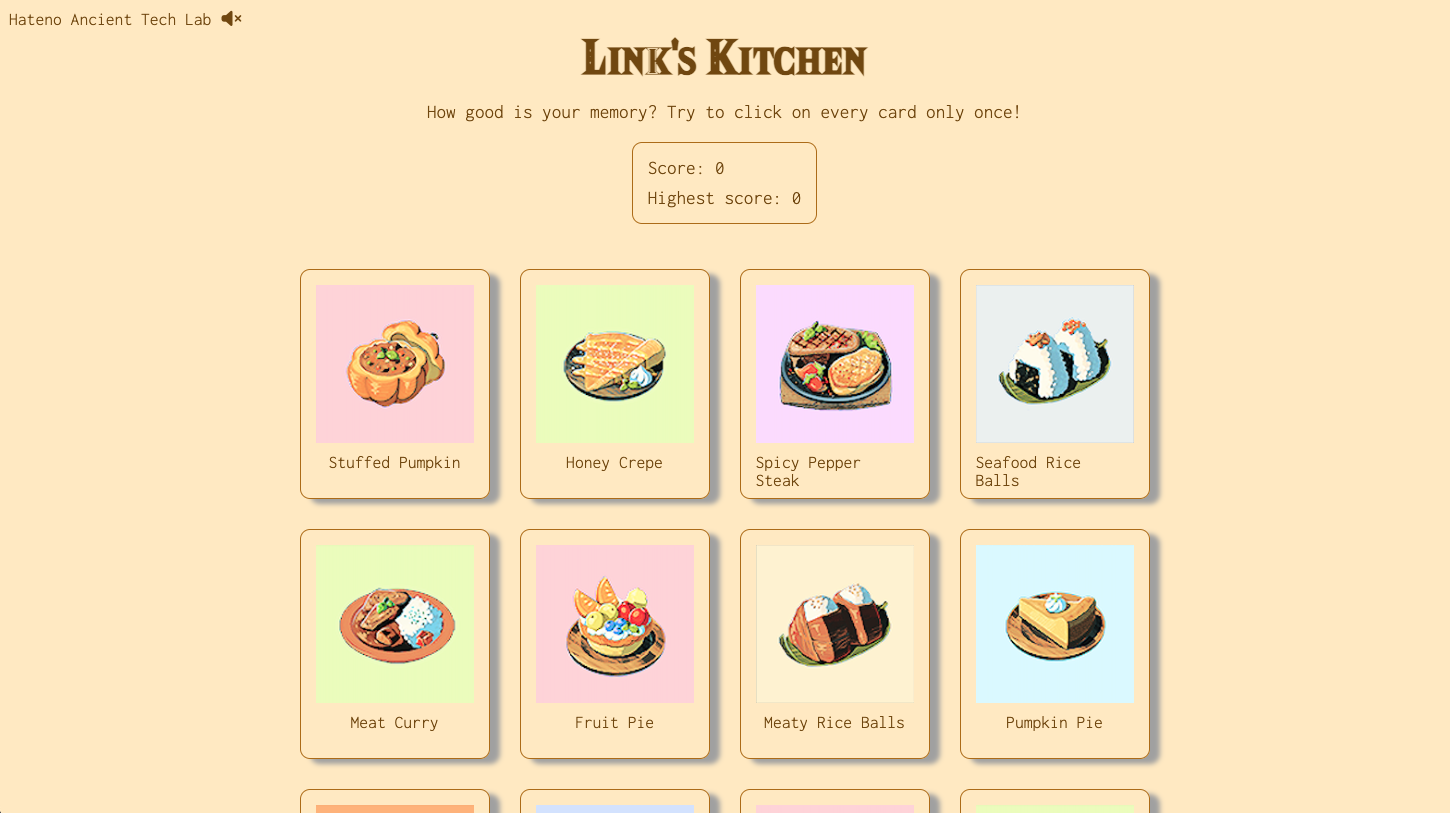 Hateno Ancient Tech Lab
Link's Kitchen
How good is your memory? Try to click on every card only once!
Score: 0
Highest score: 0
Stuffed Pumpkin
Honey Crepe
Spicy Pepper
Steak
Seafood Rice
Balls
Meat Curry
Fruit Pie
Meaty Rice Balls
Pumpkin Pie